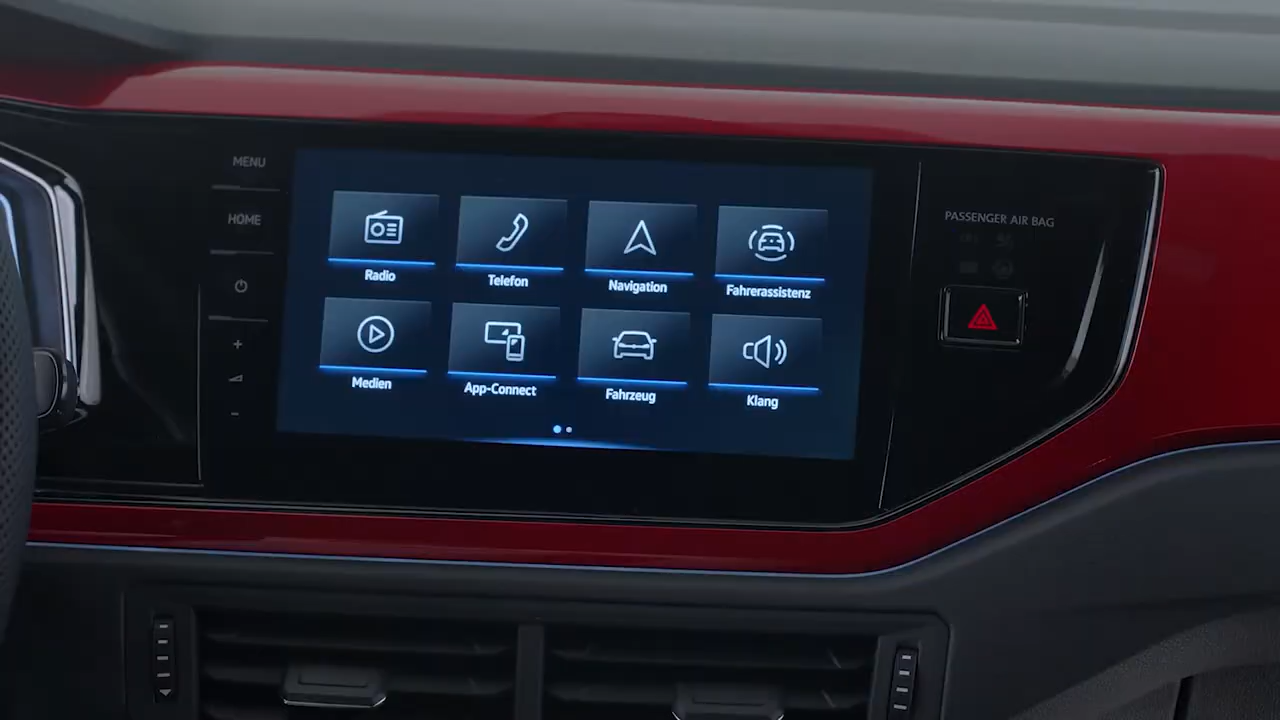 MENU
HOME
PASSENGER AIR BAG
Radio
Telefon
Navigation
Fahrerassistenz
Medien
App-Connect
Fahrzeug
Klang